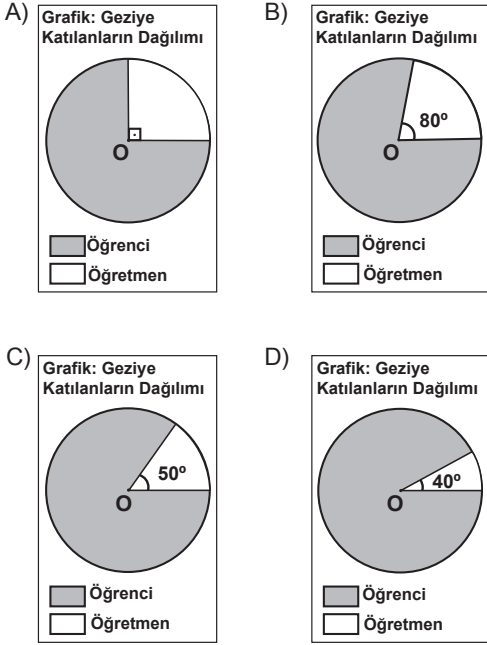 A)
Grafik: Geziye
Katılanların Dağılımı
O
Öğrenci
Öğretmen
B)
Grafik: Geziye
Katılanların Dağılımı
80º
O
Öğrenci
Öğretmen
C)
Grafik: Geziye
Katılanların Dağılımı
50º
O
Öğrenci
Öğretmen
D)
Grafik: Geziye
Katılanların Dağılımı
40º
O
Öğrenci
Öğretmen